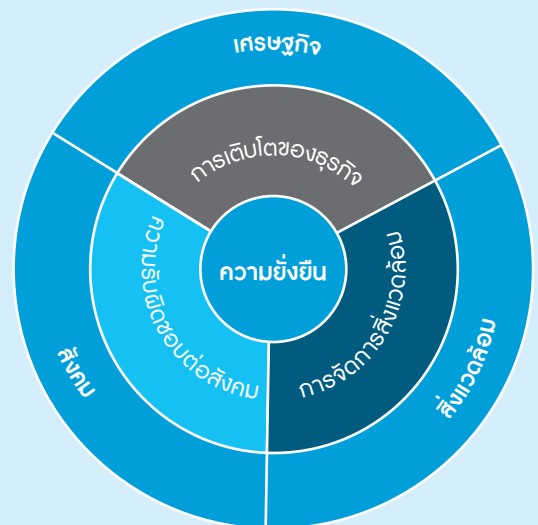 เศรษฐกิจ
การเติบโตของธุรกิจ
ความยั่งยืน
ความรับผิดชอบต่อสังคม
การจัดการสิ่งแวดล้อม
สังคม
สิ่งแวดล้อม